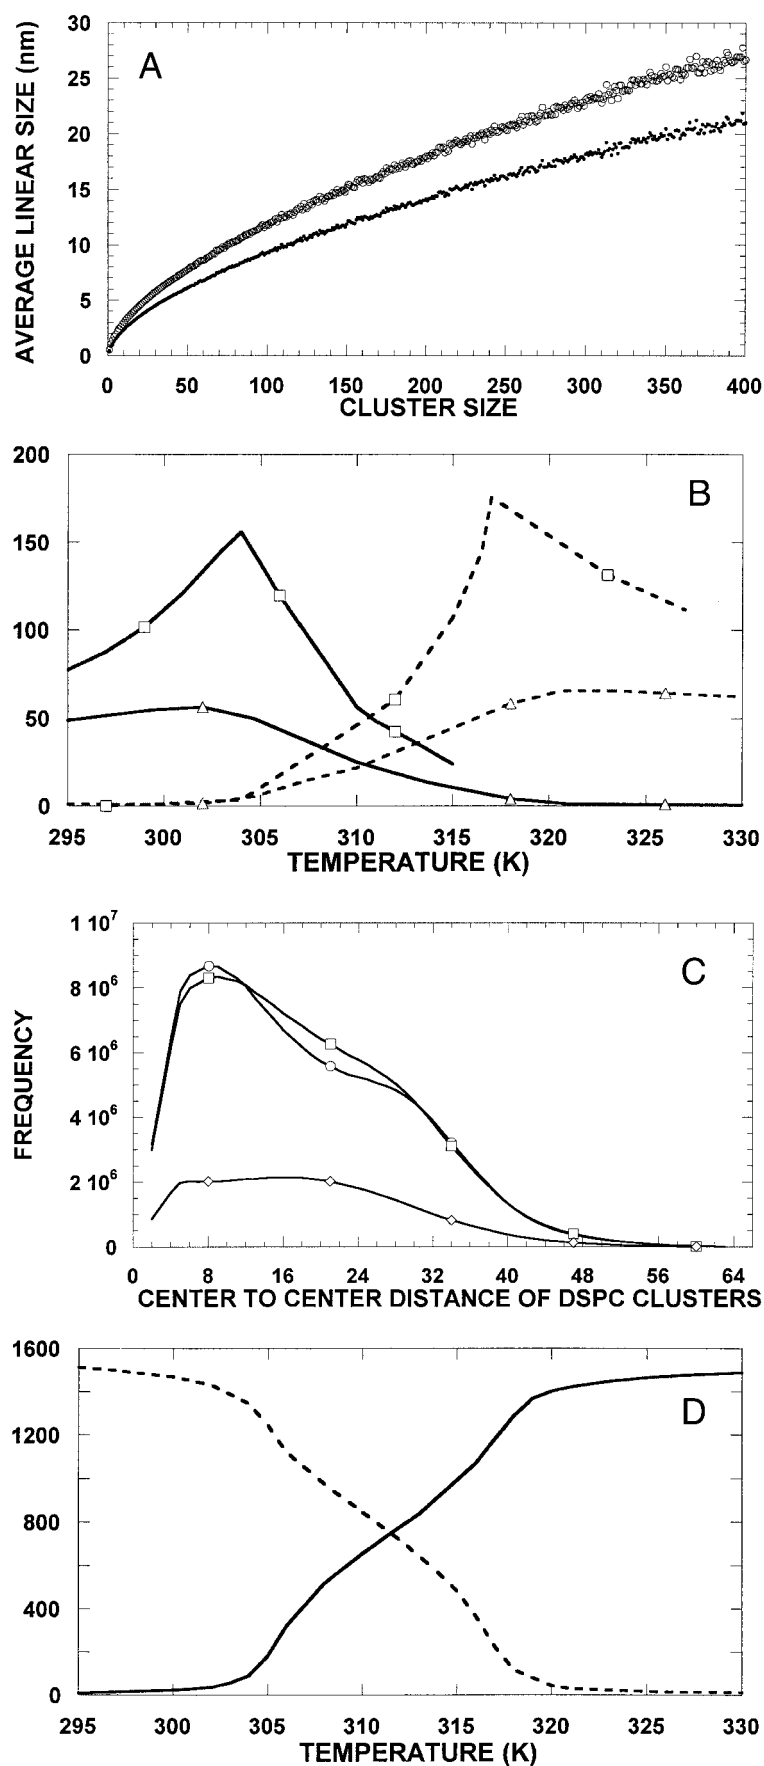 AVERAGE LINEAR SIZE (nm)
A
30
25
20
15
10
5
0
0 50 100 150 200 250 300 350 400
CLUSTER SIZE
B
200
150
100
50
0
295 300 305 310 315 320 325 330
TEMPERATURE (K)
C
FREQUENCY
1 10⁷
8 10⁶
6 10⁶
4 10⁶
2 10⁶
0
0 8 16 24 32 40 48 56 64
CENTER TO CENTER DISTANCE OF DSPC CLUSTERS
D
1600
1200
800
400
0
295 300 305 310 315 320 325 330
TEMPERATURE (K)